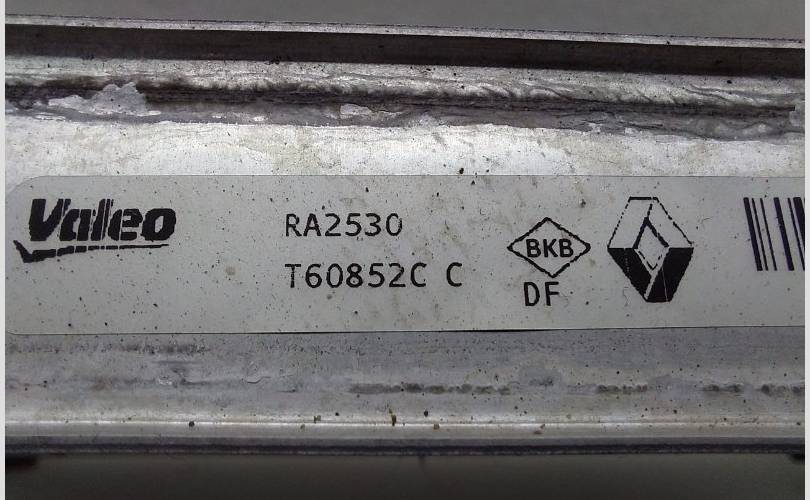 Valeo
RA2530
T60852C C
BKB
DF